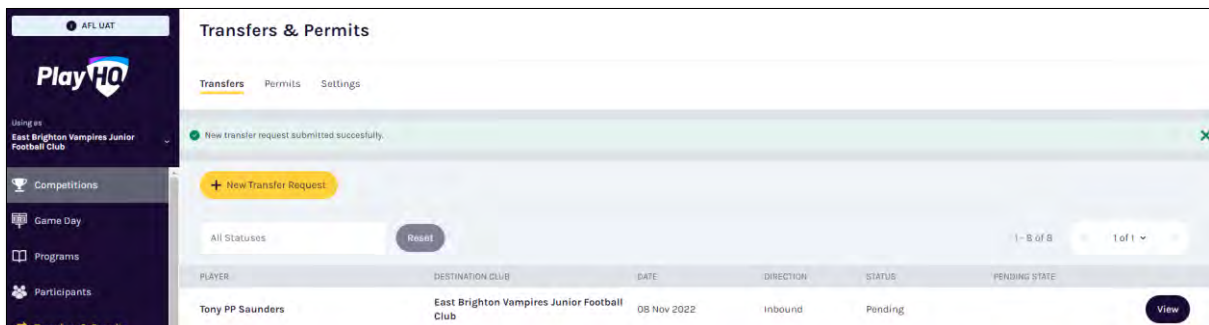 AFL UAT
PlayHQ
Using as
East Brighton Vampires Junior
Football Club
Competitions
Game Day
Programs
Participants
Transfers & Permits
Transfers Permits Settings
New transfer request submitted succesfully.
+ New Transfer Request
All Statuses Reset 1 - 8 of 8 1 of 1
PLAYER DESTINATION CLUB DATE DIRECTION STATUS PENDING STATE
Tony PP Saunders East Brighton Vampires Junior Football
Club 08 Nov 2022 Inbound Pending View